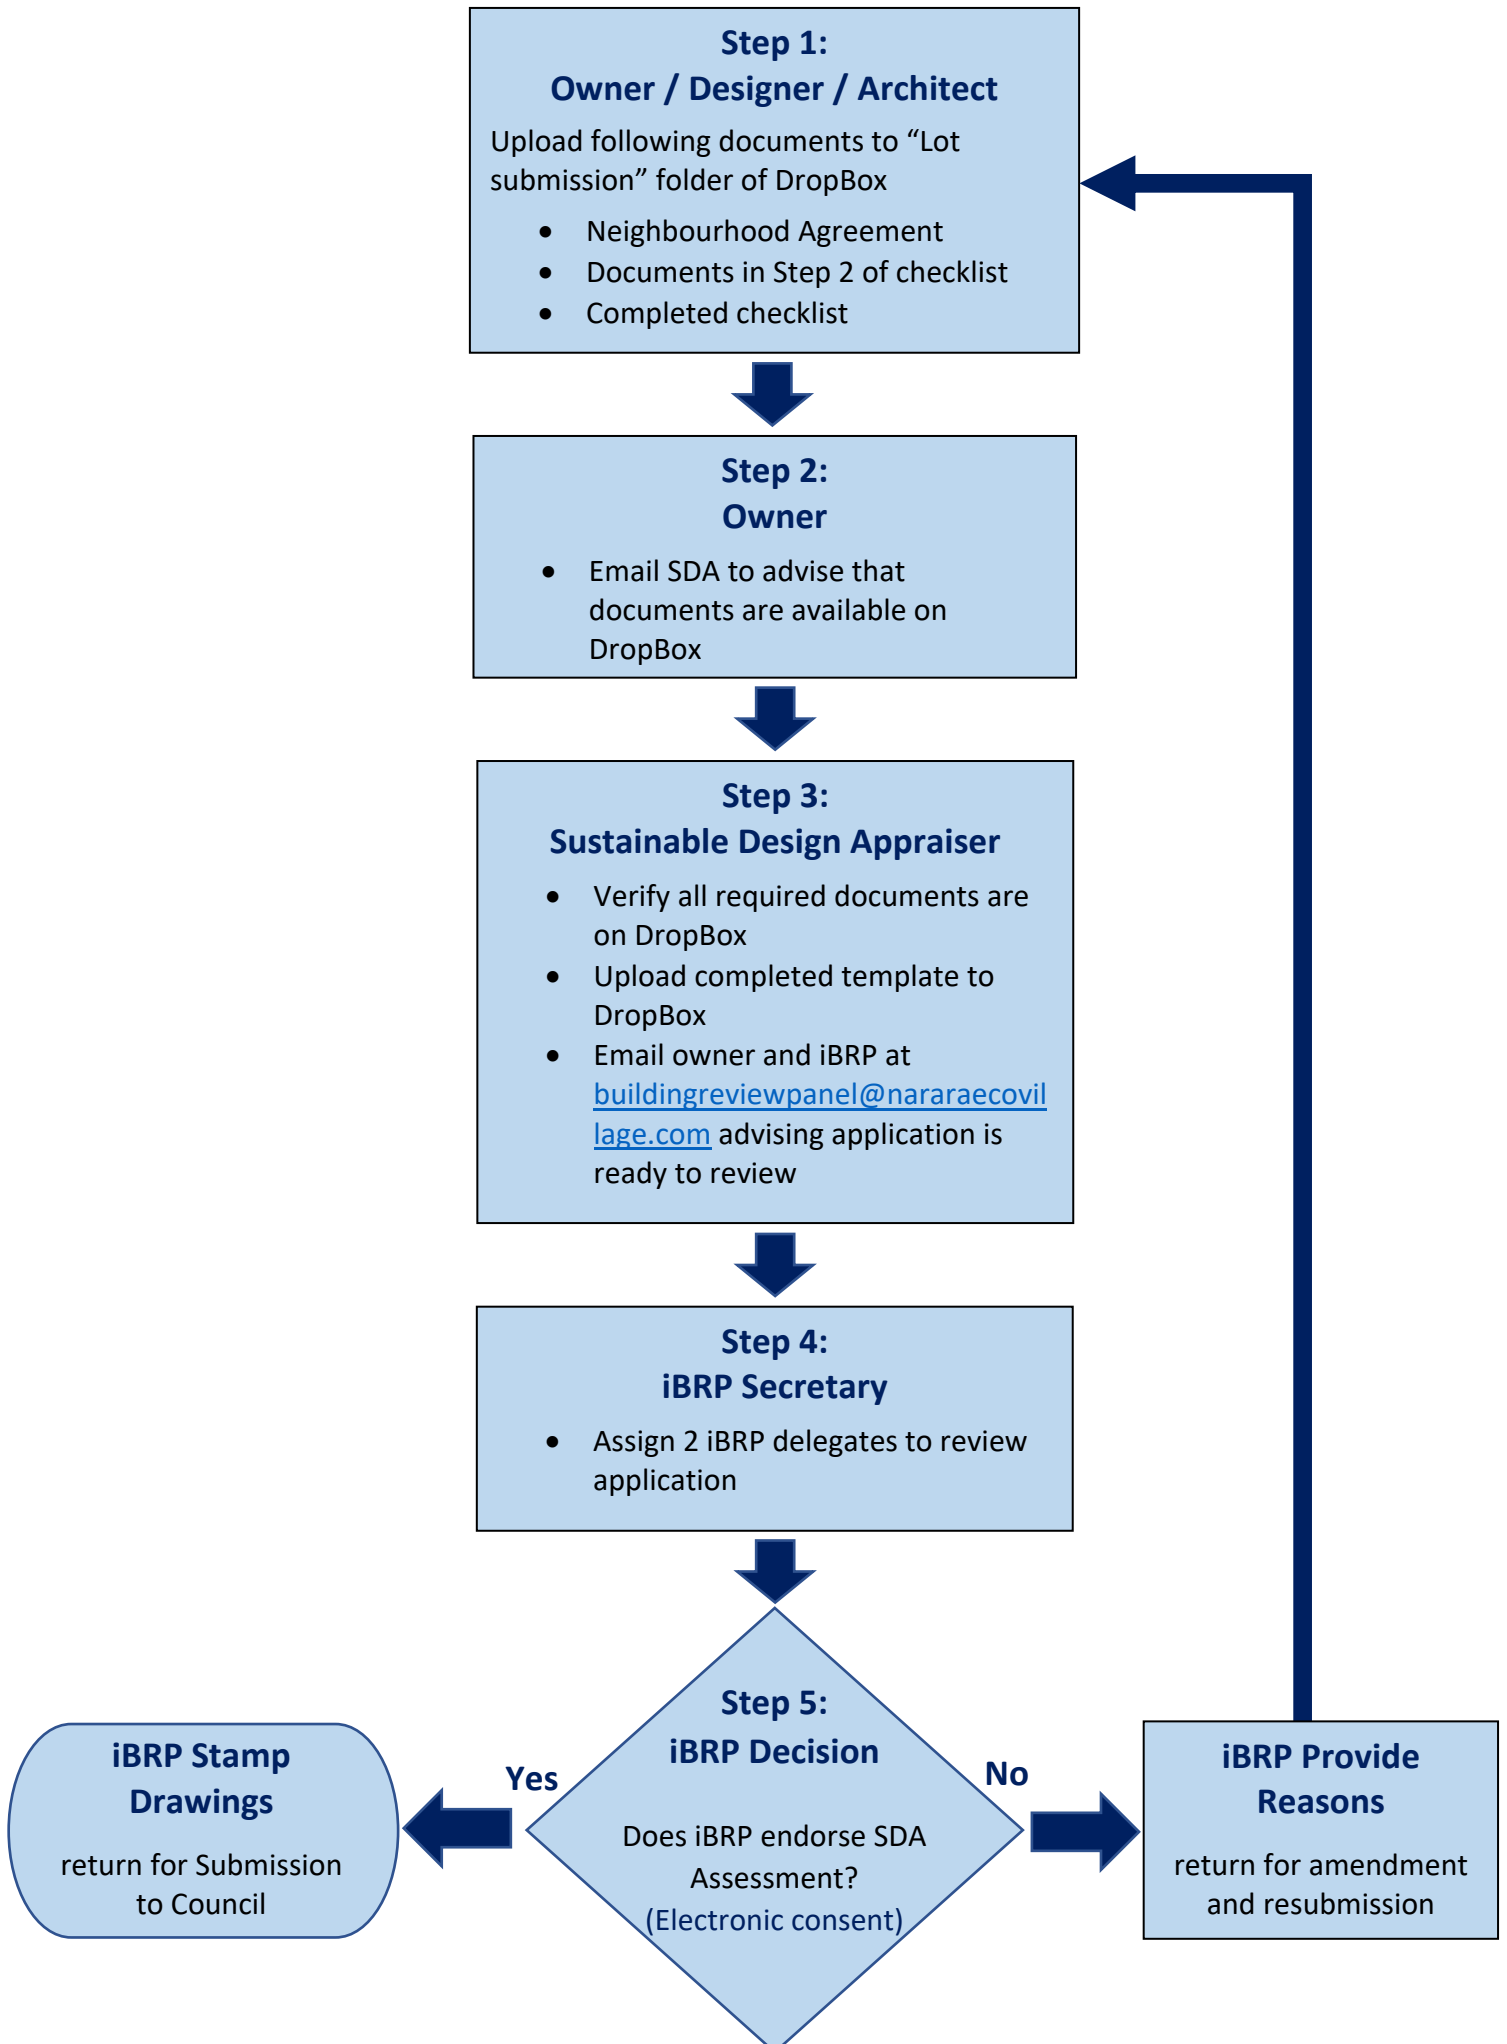 Step 1:
Owner / Designer / Architect
Upload following documents to “Lot
submission” folder of DropBox
• Neighbourhood Agreement
• Documents in Step 2 of checklist
• Completed checklist
Step 2:
Owner
• Email SDA to advise that
documents are available on
DropBox
Step 3:
Sustainable Design Appraiser
• Verify all required documents are
on DropBox
• Upload completed template to
DropBox
• Email owner and iBRP at
buildingreviewpanel@nararaecovil
lage.com advising application is
ready to review
Step 4:
iBRP Secretary
• Assign 2 iBRP delegates to review
application
Step 5:
iBRP Decision
Does iBRP endorse SDA
Assessment?
(Electronic consent)
Yes
iBRP Stamp
Drawings
return for Submission
to Council
No
iBRP Provide
Reasons
return for amendment
and resubmission